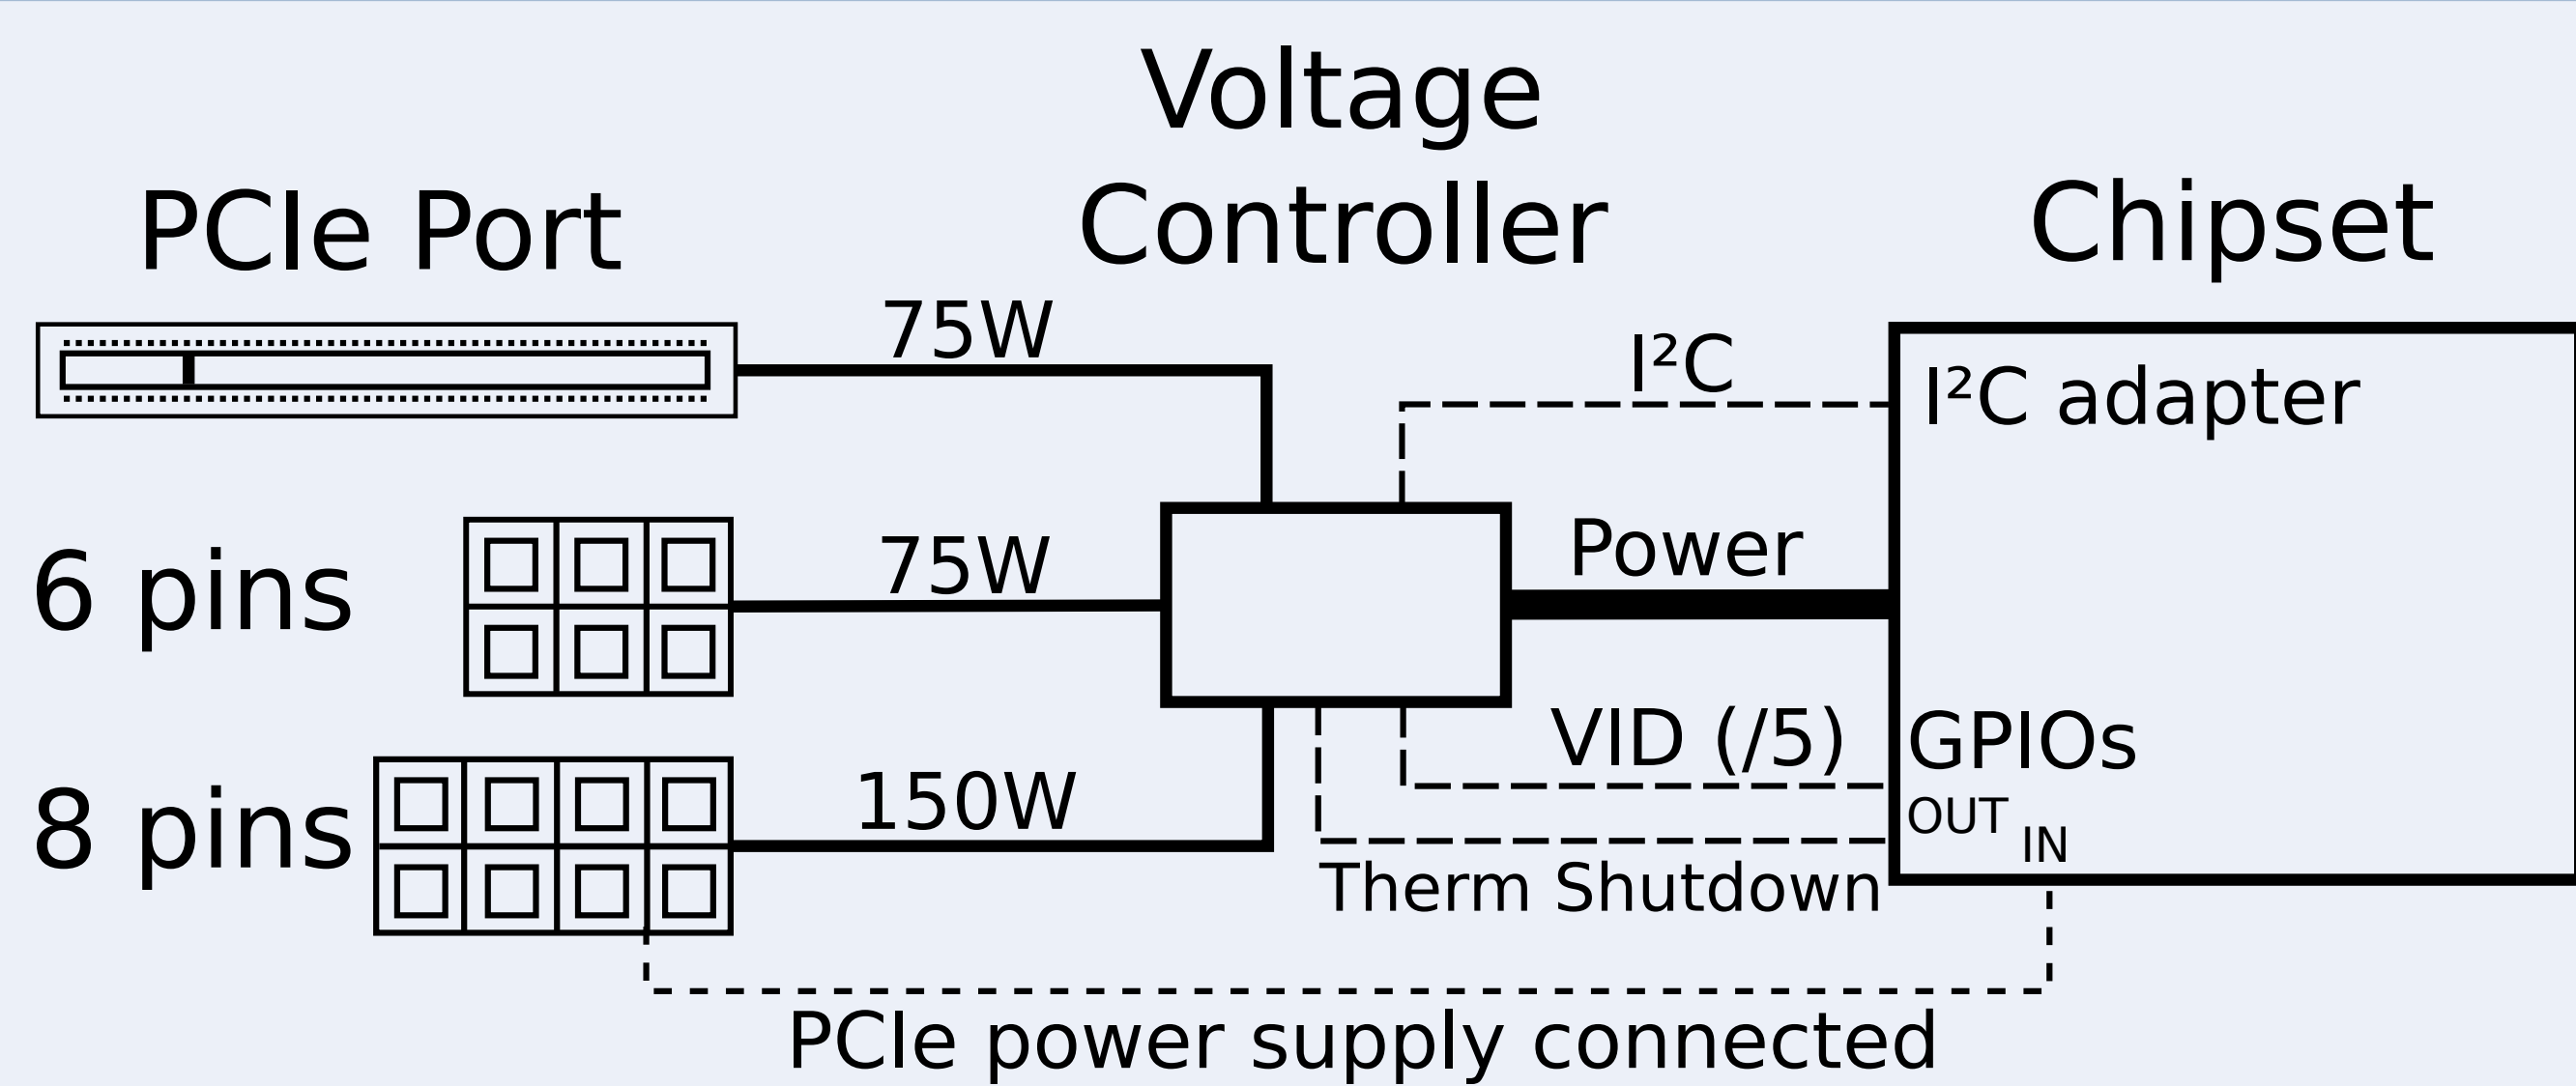 Voltage
Controller
PCIe Port
Chipset
75W
I²C
I²C adapter
6 pins
75W
Power
8 pins
150W
VID (/5)
GPIOs
OUT
IN
Therm Shutdown
PCIe power supply connected